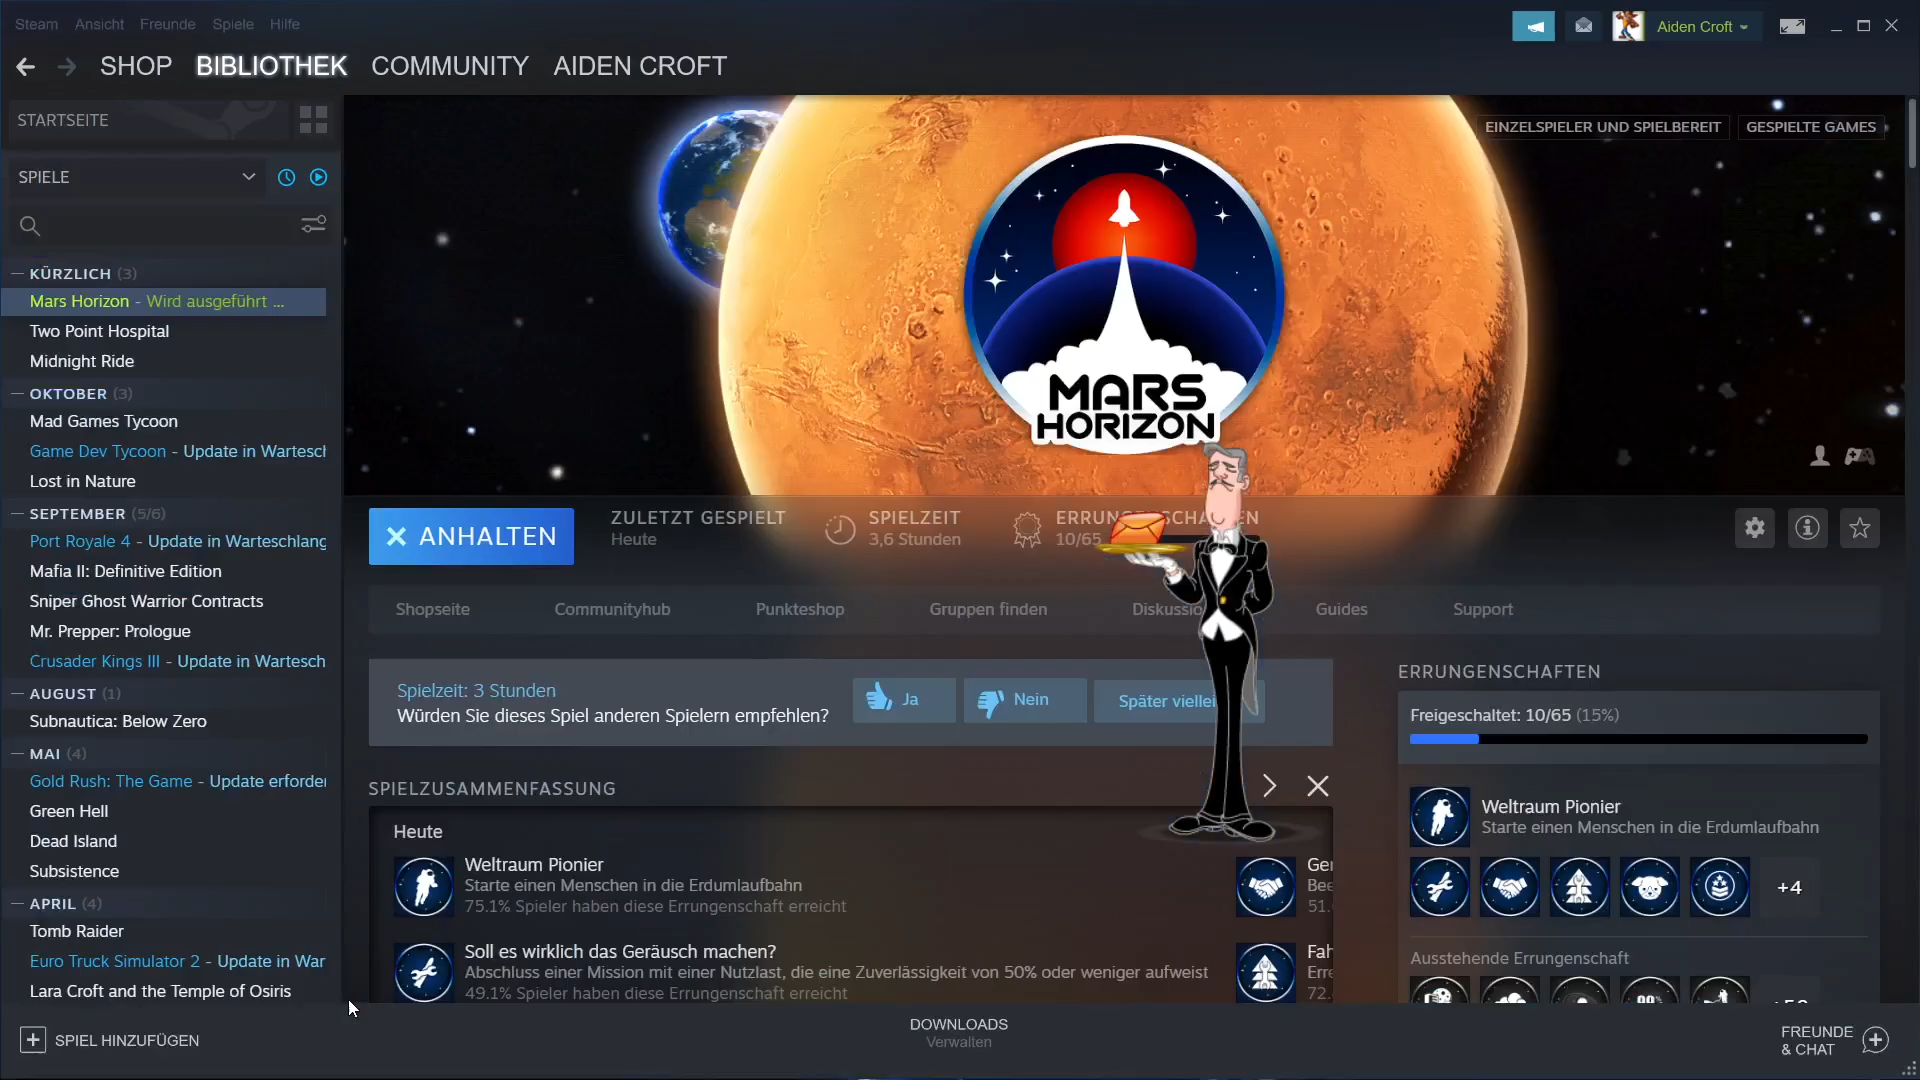 Steam Ansicht Freunde Spiele Hilfe
Aiden Croft
SHOP BIBLIOTHEK COMMUNITY AIDEN CROFT
STARTSEITE
SPIELE
KÜRZLICH (3)
Mars Horizon - Wird ausgeführt ...
Two Point Hospital
Midnight Ride
OKTOBER (3)
Mad Games Tycoon
Game Dev Tycoon - Update in Wartesch
Lost in Nature
SEPTEMBER (5/6)
Port Royale 4 - Update in Warteschlang
Mafia II: Definitive Edition
Sniper Ghost Warrior Contracts
Mr. Prepper: Prologue
Crusader Kings III - Update in Wartesch
AUGUST (1)
Subnautica: Below Zero
MAI (4)
Gold Rush: The Game - Update erforder
Green Hell
Dead Island
Subsistence
APRIL (4)
Tomb Raider
Euro Truck Simulator 2 - Update in War
Lara Croft and the Temple of Osiris
SPIEL HINZUFÜGEN
EINZELSPIELER UND SPIELBEREIT GESPIELTE GAMES
MARS
HORIZON
ANHALTEN
ZULETZT GESPIELT
Heute
SPIELZEIT
3,6 Stunden
10/65
Shopseite Communityhub Punkteshop Gruppen finden Diskussio Guides Support
Spielzeit: 3 Stunden
Würden Sie dieses Spiel anderen Spielern empfehlen?
Ja
Nein
Später viellei
SPIELZUSAMMENFASSUNG
Heute
Weltraum Pionier
Starte einen Menschen in die Erdumlaufbahn
75.1% Spieler haben diese Errungenschaft erreicht
Ger
Bee
51.
Soll es wirklich das Geräusch machen?
Abschluss einer Mission mit einer Nutzlast, die eine Zuverlässigkeit von 50% oder weniger aufweist
49.1% Spieler haben diese Errungenschaft erreicht
Fah
Erre
72.
ERRUNGENSCHAFTEN
Freigeschaltet: 10/65 (15%)
Weltraum Pionier
Starte einen Menschen in die Erdumlaufbahn
+4
Ausstehende Errungenschaft
DOWNLOADS
Verwalten
FREUNDE
& CHAT